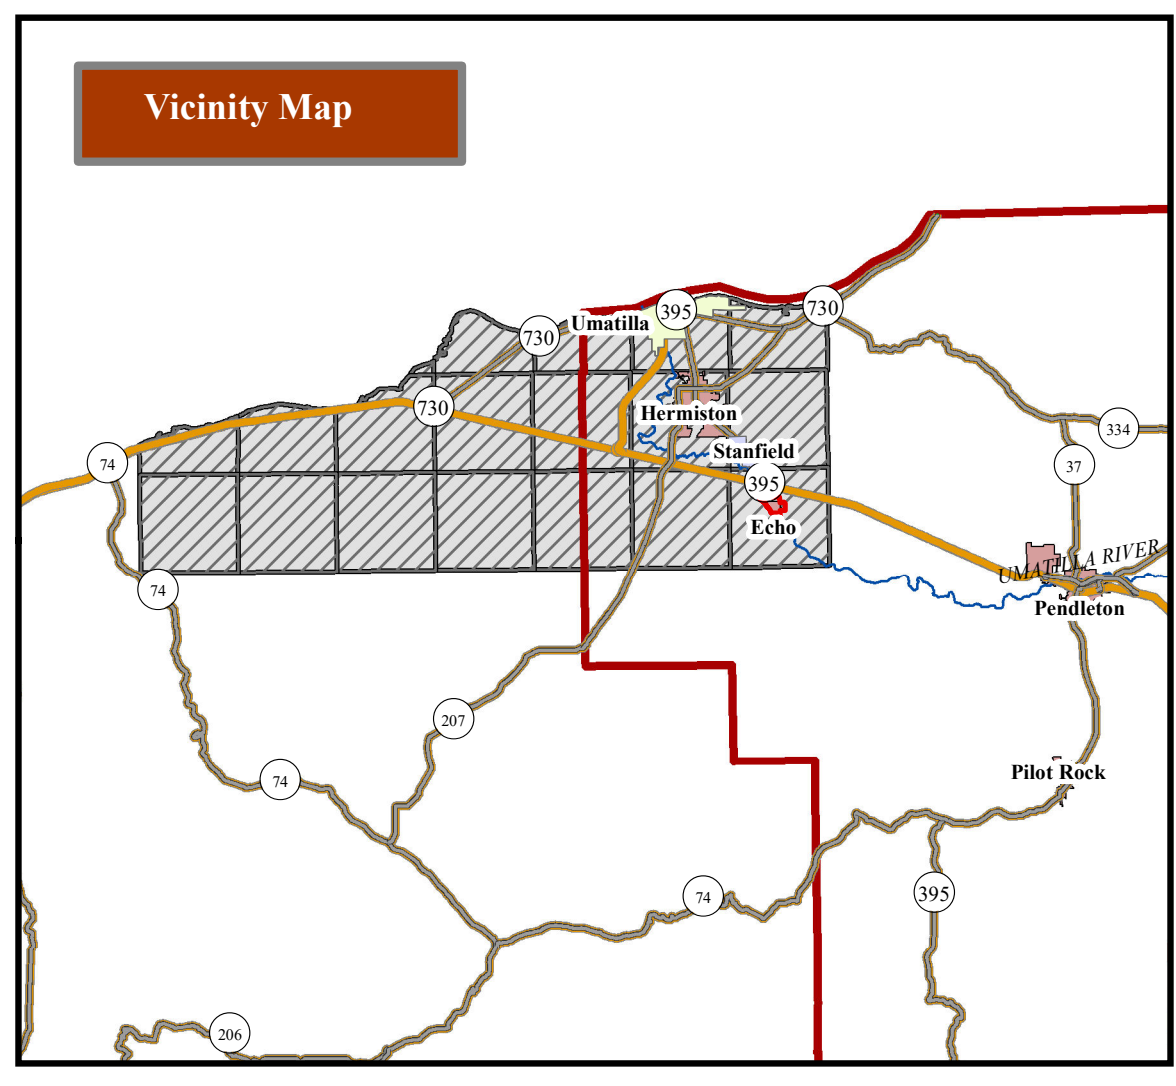 Vicinity Map
395
730
Umatilla
730
730
Hermiston
334
Stanfield
74
37
395
Echo
UMATILLA RIVER
74
Pendleton
207
Pilot Rock
74
395
74
206